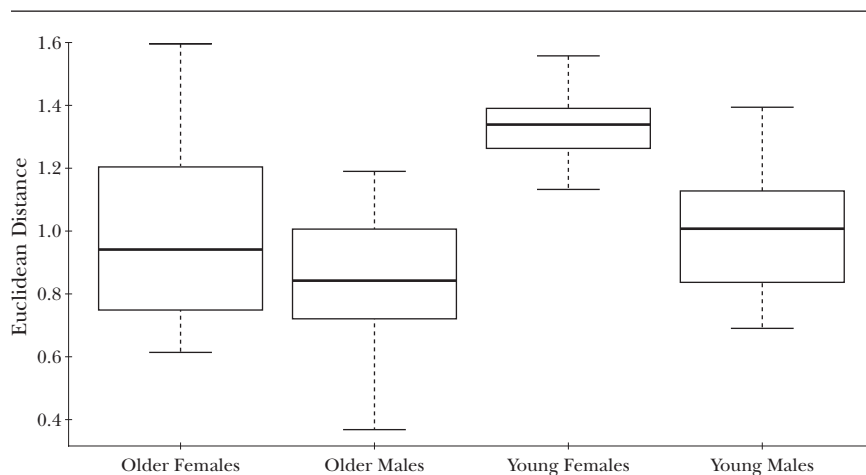 1.6
1.4
1.2
1.0
0.8
0.6
0.4
Euclidean Distance
Older Females
Older Males
Young Females
Young Males